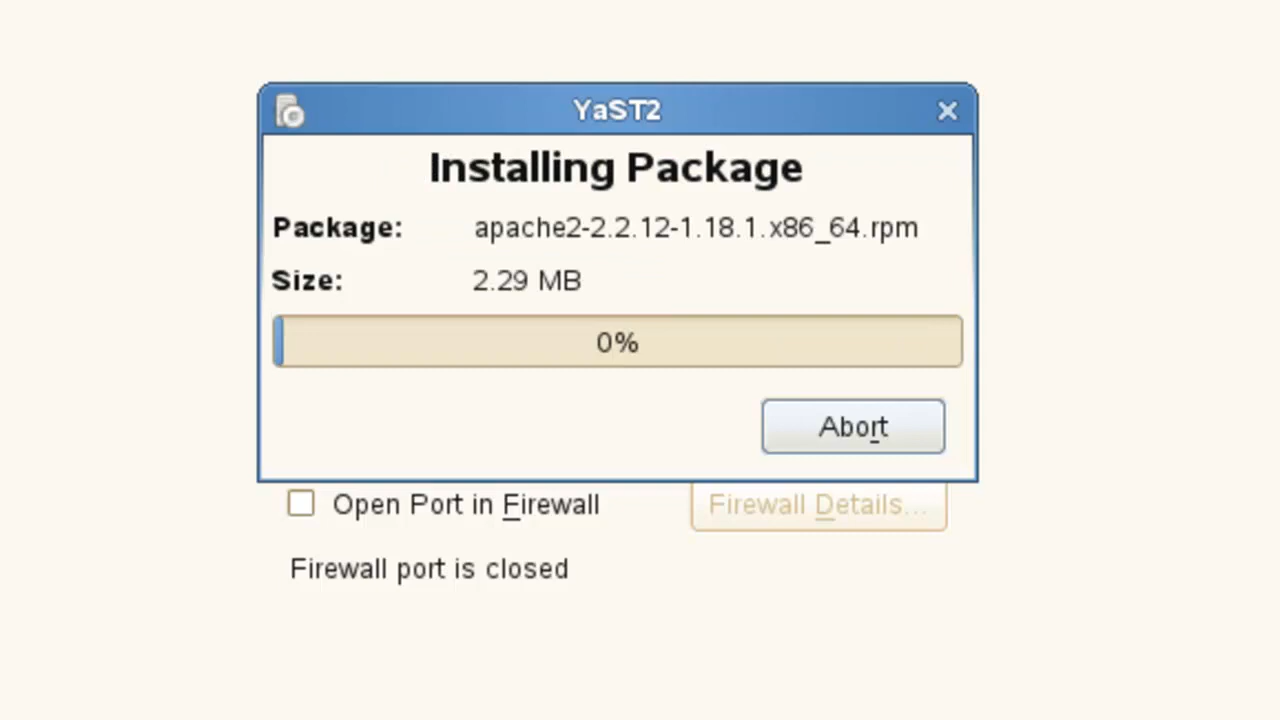 YaST2
Installing Package
Package: apache2-2.2.12-1.18.1.x86_64.rpm
Size: 2.29 MB
0%
Abort
Open Port in Firewall Firewall Details...
Firewall port is closed